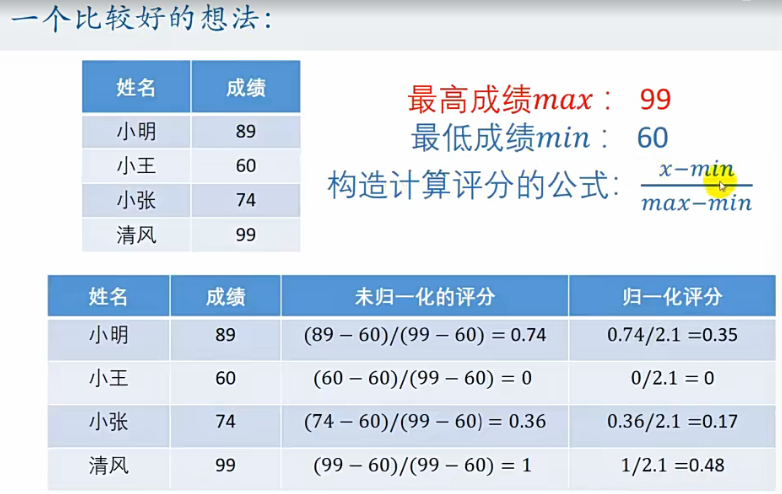 一个比较好的想法：
姓名 成绩
小明 89
小王 60
小张 74
清风 99
最高成绩max： 99
最低成绩min： 60
构造计算评分的公式： x−min / max−min
姓名 成绩 未归一化的评分 归一化评分
小明 89 (89 − 60)/(99 − 60) = 0.74 0.74/2.1 =0.35
小王 60 (60 − 60)/(99 − 60) = 0 0/2.1 = 0
小张 74 (74 − 60)/(99 − 60) = 0.36 0.36/2.1 =0.17
清风 99 (99 − 60)/(99 − 60) = 1 1/2.1 =0.48